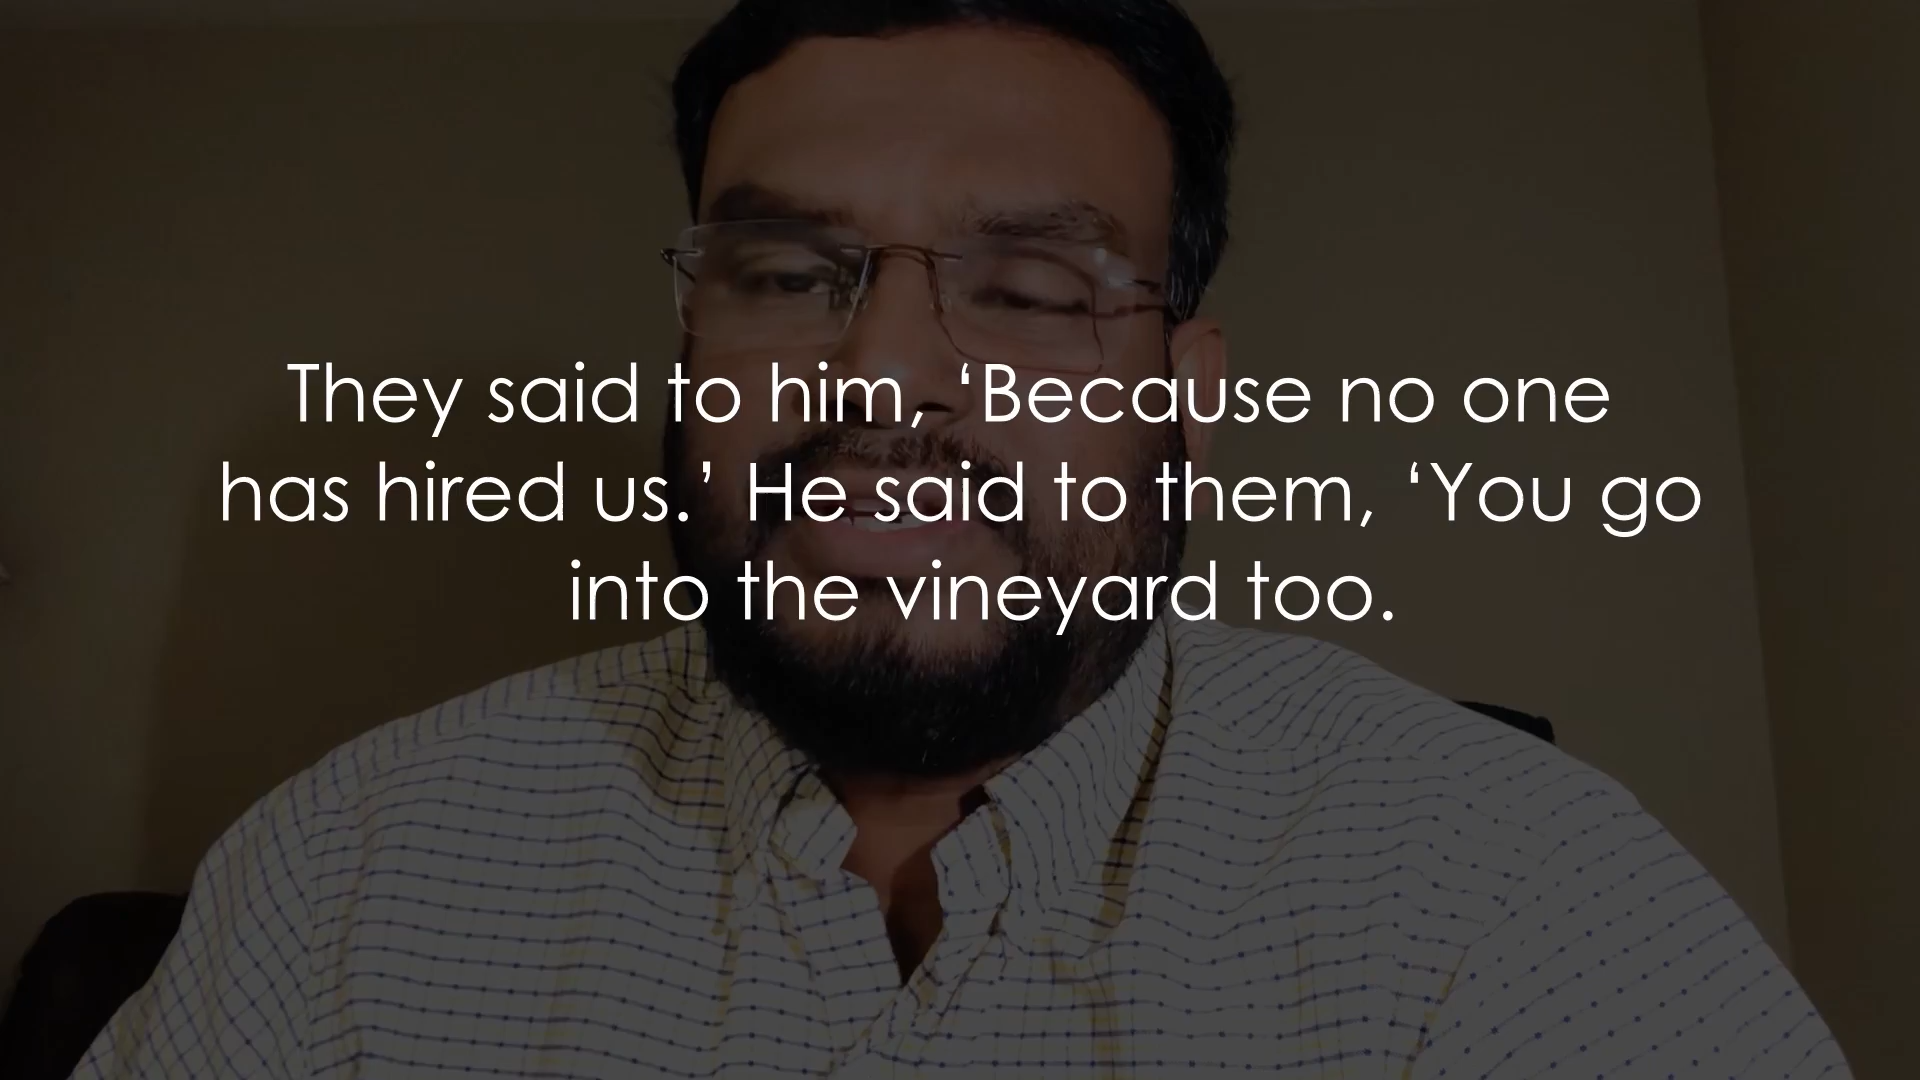 They said to him, ‘Because no one
has hired us.’ He said to them, ‘You go
into the vineyard too.